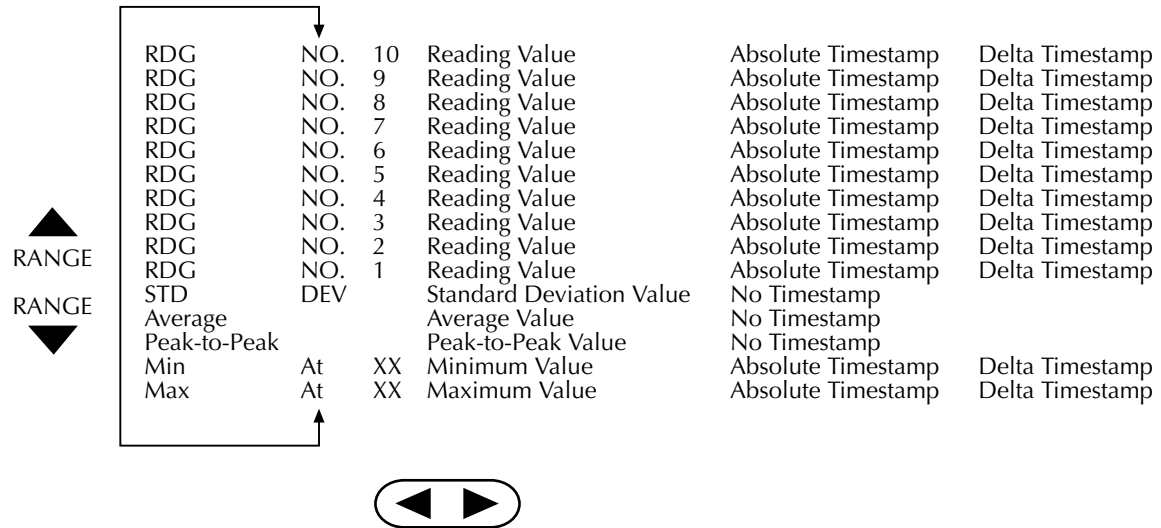 RDG NO. 10 Reading Value Absolute Timestamp Delta Timestamp
RDG NO. 9 Reading Value Absolute Timestamp Delta Timestamp
RDG NO. 8 Reading Value Absolute Timestamp Delta Timestamp
RDG NO. 7 Reading Value Absolute Timestamp Delta Timestamp
RDG NO. 6 Reading Value Absolute Timestamp Delta Timestamp
RDG NO. 5 Reading Value Absolute Timestamp Delta Timestamp
RDG NO. 4 Reading Value Absolute Timestamp Delta Timestamp
RDG NO. 3 Reading Value Absolute Timestamp Delta Timestamp
RANGE
RDG NO. 2 Reading Value Absolute Timestamp Delta Timestamp
RDG NO. 1 Reading Value Absolute Timestamp Delta Timestamp
RANGE
STD DEV Standard Deviation Value No Timestamp
Average Average Value No Timestamp
Peak-to-Peak Peak-to-Peak Value No Timestamp
Min At XX Minimum Value Absolute Timestamp Delta Timestamp
Max At XX Maximum Value Absolute Timestamp Delta Timestamp